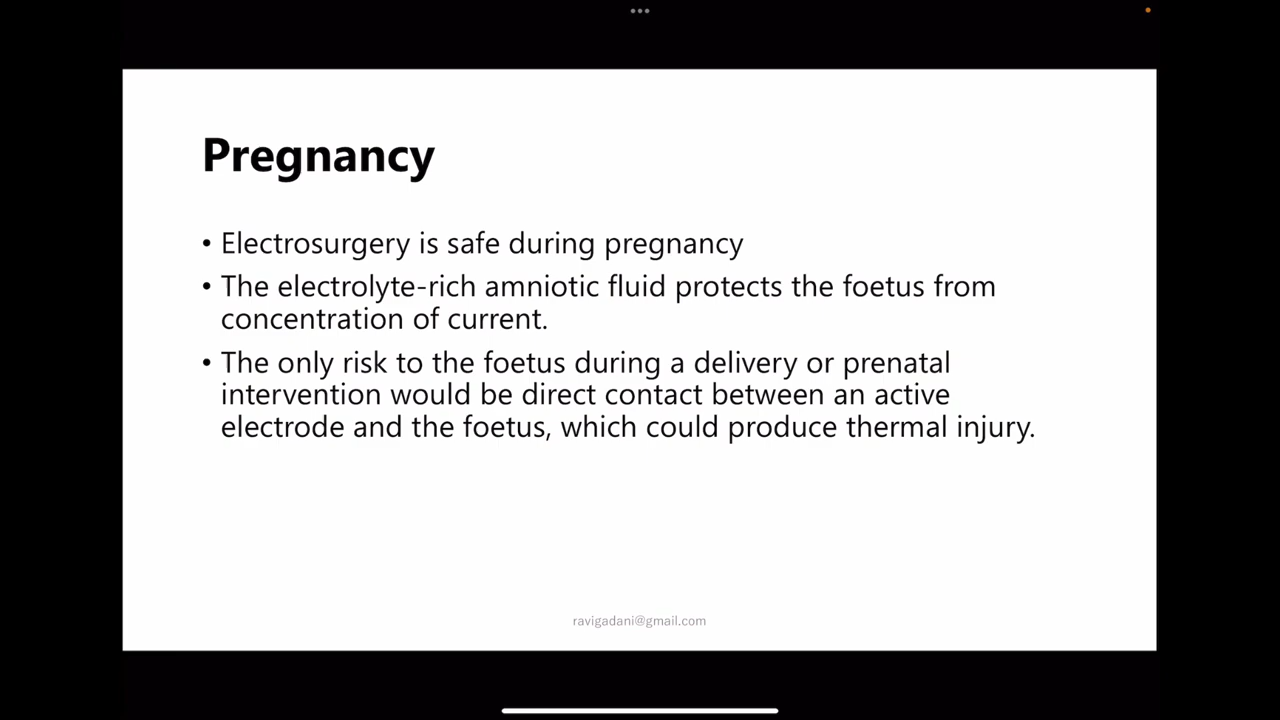 Pregnancy
• Electrosurgery is safe during pregnancy
• The electrolyte-rich amniotic fluid protects the foetus from
concentration of current.
• The only risk to the foetus during a delivery or prenatal
intervention would be direct contact between an active
electrode and the foetus, which could produce thermal injury.
ravigadani@gmail.com